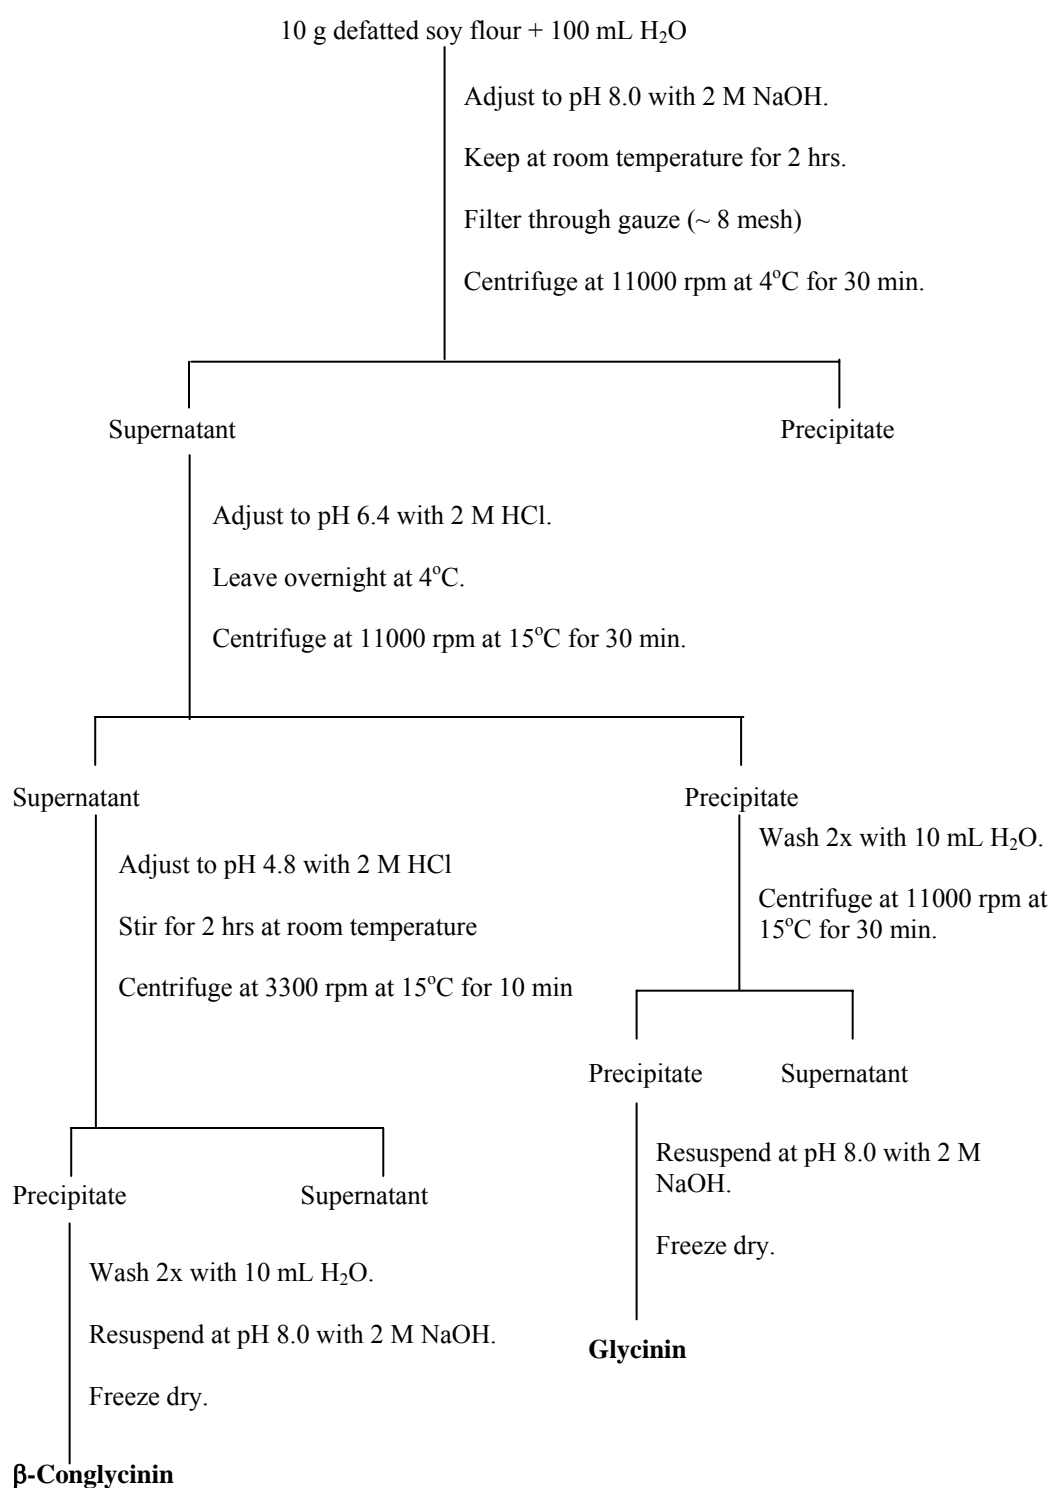 10 g defatted soy flour + 100 mL H₂O
Adjust to pH 8.0 with 2 M NaOH.
Keep at room temperature for 2 hrs.
Filter through gauze (~ 8 mesh)
Centrifuge at 11000 rpm at 4°C for 30 min.
Supernatant
Precipitate
Adjust to pH 6.4 with 2 M HCl.
Leave overnight at 4°C.
Centrifuge at 11000 rpm at 15°C for 30 min.
Supernatant
Precipitate
Adjust to pH 4.8 with 2 M HCl
Stir for 2 hrs at room temperature
Centrifuge at 3300 rpm at 15°C for 10 min
Wash 2x with 10 mL H₂O.
Centrifuge at 11000 rpm at
15°C for 30 min.
Precipitate
Supernatant
Resuspend at pH 8.0 with 2 M
NaOH.
Freeze dry.
Glycinin
Precipitate
Supernatant
Wash 2x with 10 mL H₂O.
Resuspend at pH 8.0 with 2 M NaOH.
Freeze dry.
β-Conglycinin